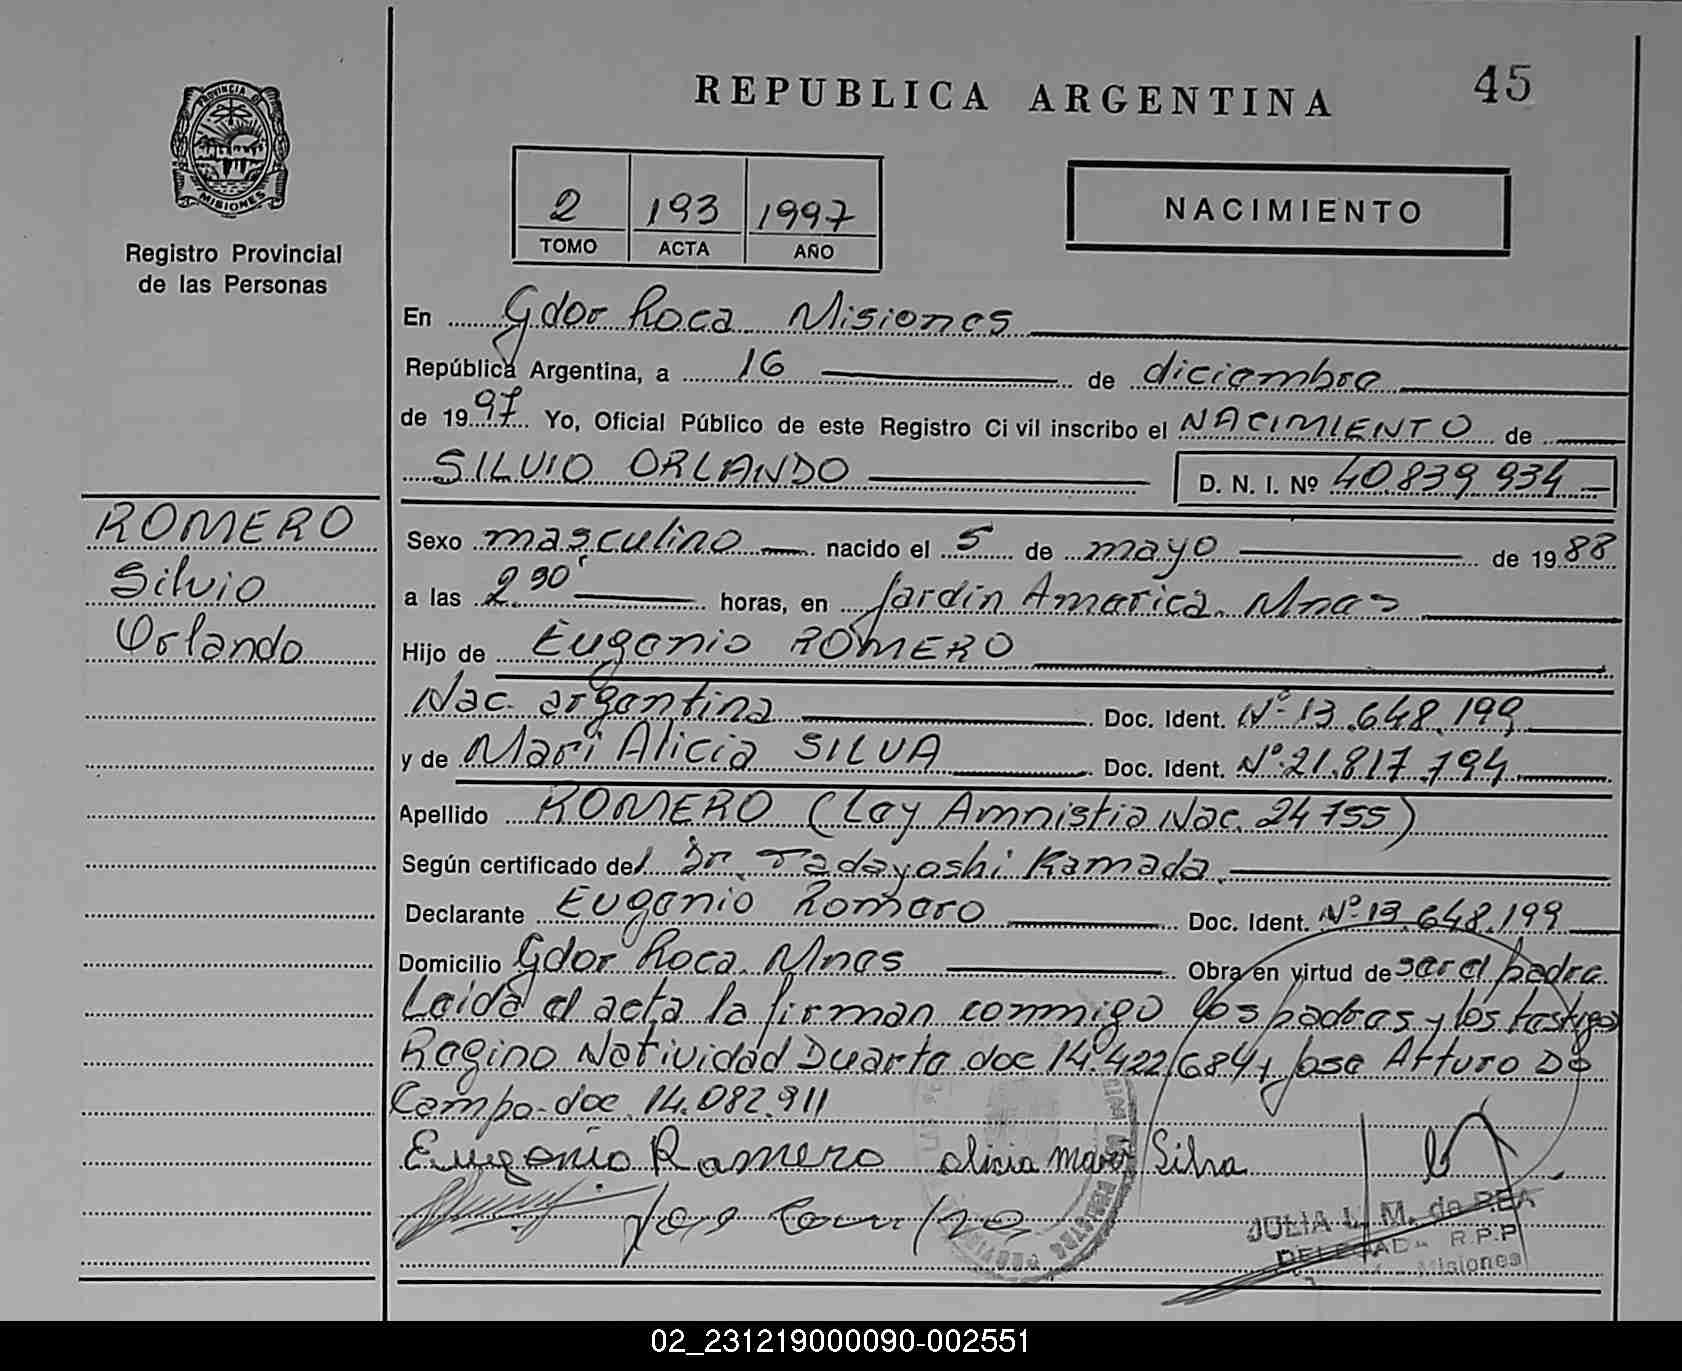 PROVINCIA D
MISIONES
Registro Provincial
de las Personas
REPUBLICA ARGENTINA
45
2 193 1997
TOMO ACTA AÑO
NACIMIENTO
En Gdor Roca Misiones
República Argentina, a 16 de diciembre
de 1997 Yo, Oficial Público de este Registro Civil inscribo el NACIMIENTO de
SILVIO ORLANDO D. N. I. Nº 40839934
ROMERO
Silvio
Orlando
Sexo masculino nacido el 5 de mayo de 1988
a las horas, en Jardin America Mnes
Hijo de Eugenio ROMERO
Nac. argentina Doc. Ident. Nº 13.648.199
y de Mari Alicia SILVA Doc. Ident. Nº 21.817.794
Apellido ROMERO (Ley Amnistia Nac. 24755)
Según certificado del Dr. Tadayoshi Kamada
Declarante Eugenio Romero Doc. Ident. Nº 13.648.199
Domicilio Gdor Roca Mnes Obra en virtud de ser el padre
Leida el acta la firman conmigo los padres y los testigos
Regino Natividad Duarte doc 14.422.684 y Jose Arturo Do
Campo doc 14.082.911
Eugenio Romero alicia mari Silva
JULIA L. M. de REA
DELEGADA R.P.P
Misiones
02_231219000090-002551